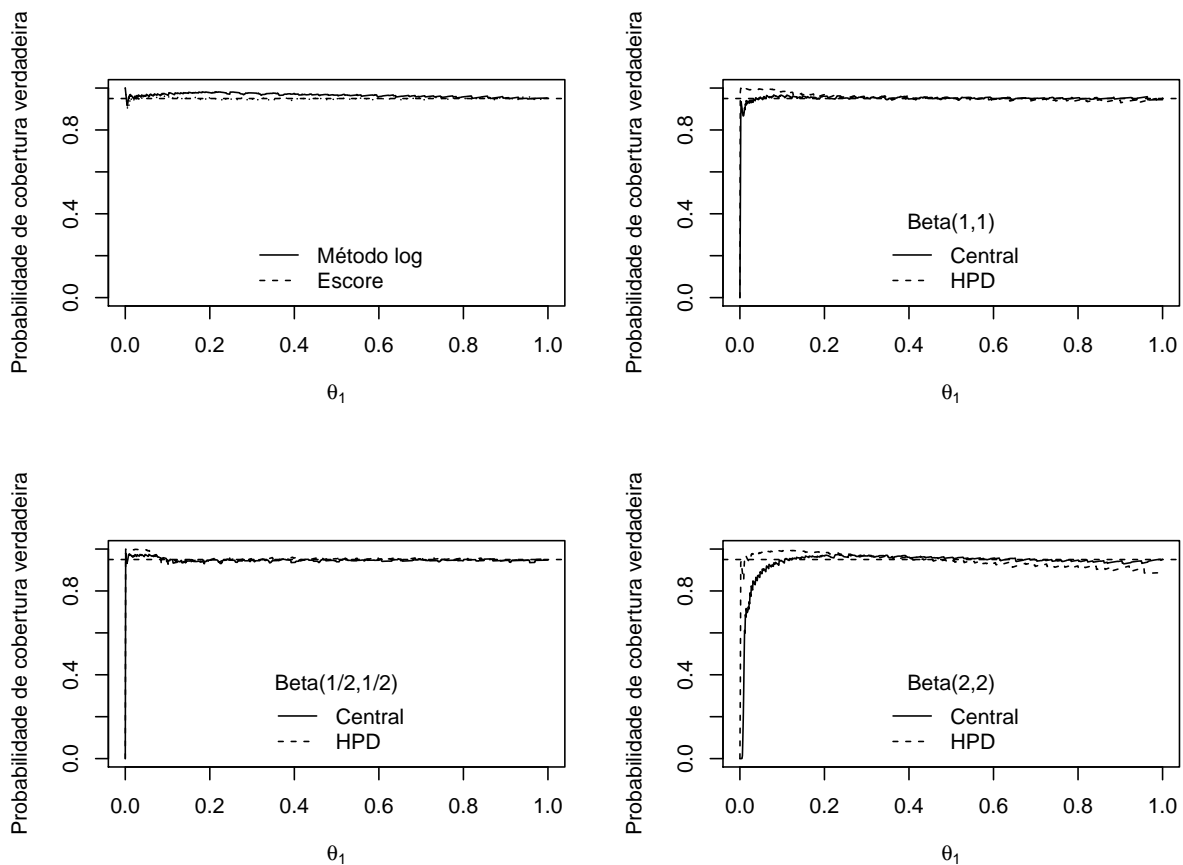 Probabilidade de cobertura verdadeira
0.0 0.4 0.8
Método log
Escore
0.0 0.2 0.4 0.6 0.8 1.0
θ1
Probabilidade de cobertura verdadeira
0.0 0.4 0.8
Beta(1,1)
Central
HPD
0.0 0.2 0.4 0.6 0.8 1.0
θ1
Probabilidade de cobertura verdadeira
0.0 0.4 0.8
Beta(1/2,1/2)
Central
HPD
0.0 0.2 0.4 0.6 0.8 1.0
θ1
Probabilidade de cobertura verdadeira
0.0 0.4 0.8
Beta(2,2)
Central
HPD
0.0 0.2 0.4 0.6 0.8 1.0
θ1